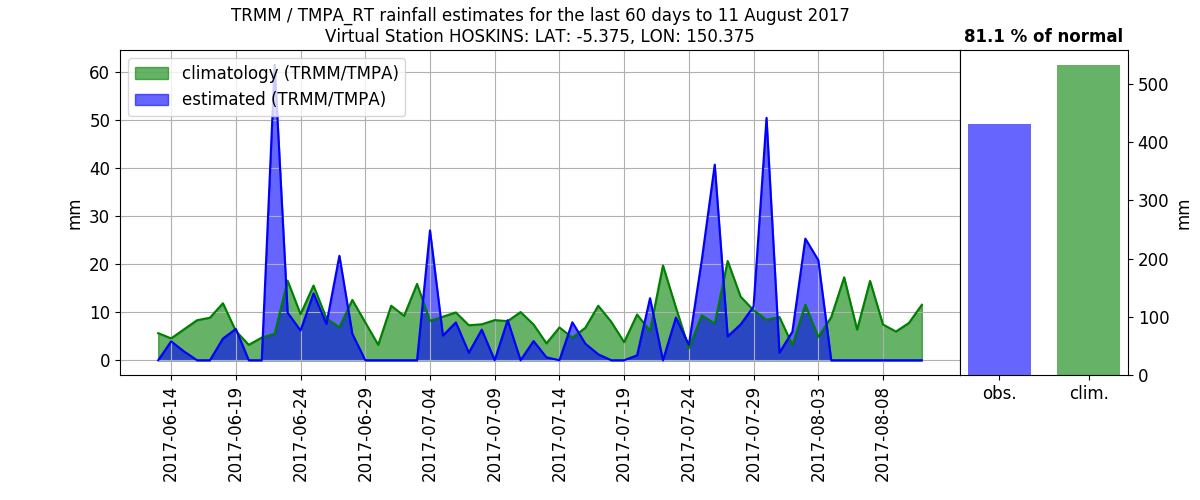 TRMM / TMPA_RT rainfall estimates for the last 60 days to 11 August 2017
Virtual Station HOSKINS: LAT: -5.375, LON: 150.375
81.1 % of normal
climatology (TRMM/TMPA)
estimated (TRMM/TMPA)
60
50
40
30
20
10
0
mm
500
400
300
200
100
0
mm
obs.
clim.
2017-06-14
2017-06-19
2017-06-24
2017-06-29
2017-07-04
2017-07-09
2017-07-14
2017-07-19
2017-07-24
2017-07-29
2017-08-03
2017-08-08